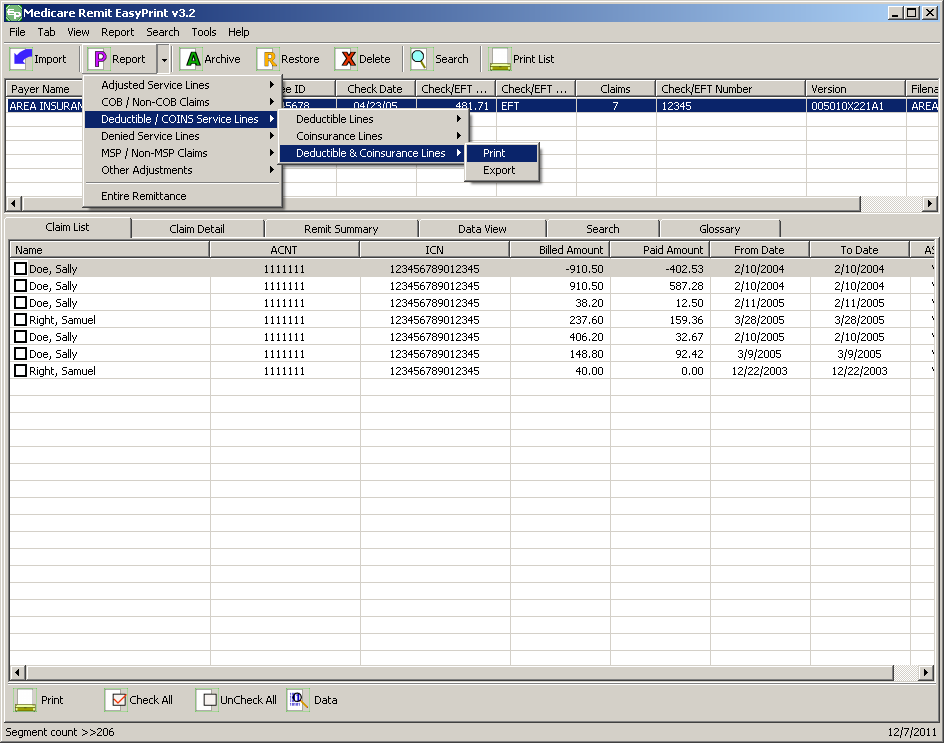 Medicare Remit EasyPrint v3.2
File Tab View Report Search Tools Help
Import Report Archive Restore Delete Search Print List
Payer Name ee ID Check Date Check/EFT ... Check/EFT ... Claims Check/EFT Number Version Filena
AREA INSURAN 45678 04/23/05 481.71 EFT 7 12345 005010X221A1 AREA
Adjusted Service Lines
COB / Non-COB Claims
Deductible / COINS Service Lines Deductible Lines
Denied Service Lines Coinsurance Lines
MSP / Non-MSP Claims Deductible & Coinsurance Lines Print
Other Adjustments Export
Entire Remittance
Claim List Claim Detail Remit Summary Data View Search Glossary
Name ACNT ICN Billed Amount Paid Amount From Date To Date AS
Doe, Sally 1111111 123456789012345 -910.50 -402.53 2/10/2004 2/10/2004
Doe, Sally 1111111 123456789012345 910.50 587.28 2/10/2004 2/10/2004
Doe, Sally 1111111 123456789012345 38.20 12.50 2/11/2005 2/11/2005
Right, Samuel 1111111 123456789012345 237.60 159.36 3/28/2005 3/28/2005
Doe, Sally 1111111 123456789012345 406.20 32.67 2/10/2005 2/10/2005
Doe, Sally 1111111 123456789012345 148.80 92.42 3/9/2005 3/9/2005
Right, Samuel 1111111 123456789012345 40.00 0.00 12/22/2003 12/22/2003
Print Check All UnCheck All Data
Segment count >>206 12/7/2011